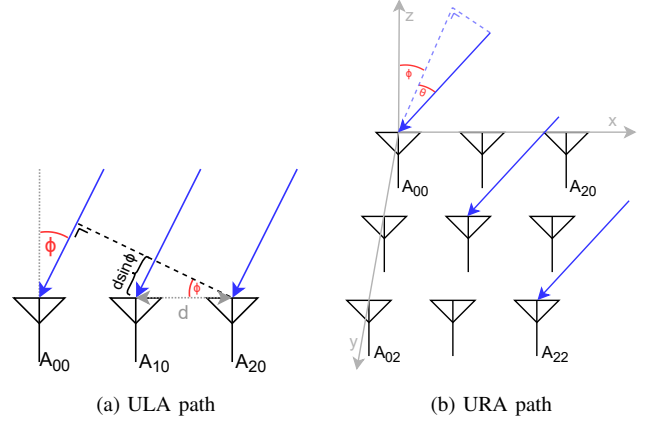 ϕ
dsinϕ
ϕ
d
A00
A10
A20
(a) ULA path
z
ϕ
θ
x
A00
A20
y
A02
A22
(b) URA path